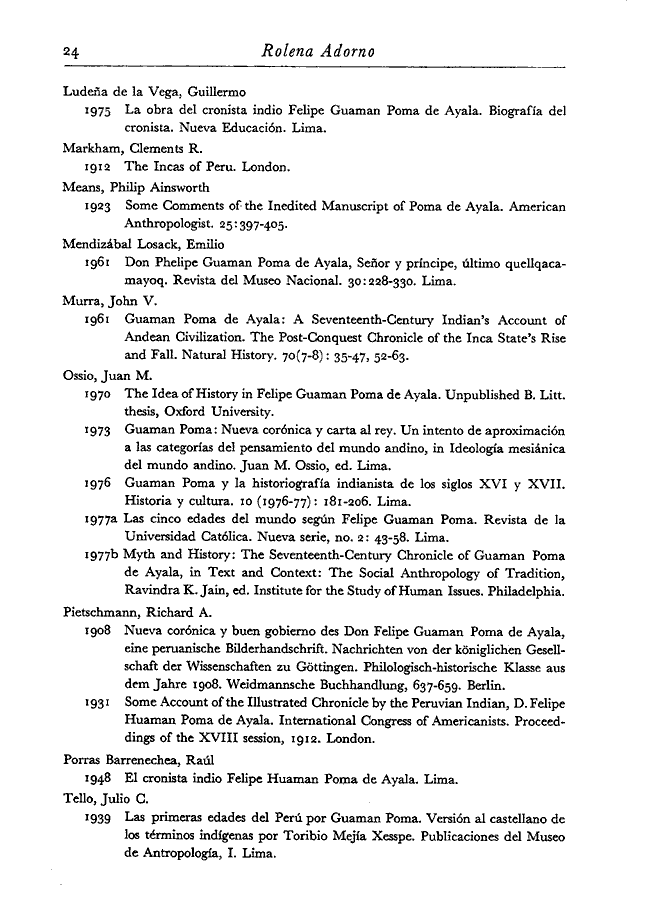 24 Rolena Adorno
Ludeña de la Vega, Guillermo
1975 La obra del cronista indio Felipe Guaman Poma de Ayala. Biografía del
cronista. Nueva Educación. Lima.
Markham, Clements R.
1912 The Incas of Peru. London.
Means, Philip Ainsworth
1923 Some Comments of the Inedited Manuscript of Poma de Ayala. American
Anthropologist. 25:397-405.
Mendizábal Losack, Emilio
1961 Don Phelipe Guaman Poma de Ayala, Señor y príncipe, último quellqaca-
mayoq. Revista del Museo Nacional. 30:228-330. Lima.
Murra, John V.
1961 Guaman Poma de Ayala: A Seventeenth-Century Indian's Account of
Andean Civilization. The Post-Conquest Chronicle of the Inca State's Rise
and Fall. Natural History. 70(7-8): 35-47, 52-63.
Ossio, Juan M.
1970 The Idea of History in Felipe Guaman Poma de Ayala. Unpublished B. Litt.
thesis, Oxford University.
1973 Guaman Poma: Nueva corónica y carta al rey. Un intento de aproximación
a las categorías del pensamiento del mundo andino, in Ideología mesiánica
del mundo andino. Juan M. Ossio, ed. Lima.
1976 Guaman Poma y la historiografía indianista de los siglos XVI y XVII.
Historia y cultura. 10 (1976-77): 181-206. Lima.
1977a Las cinco edades del mundo según Felipe Guaman Poma. Revista de la
Universidad Católica. Nueva serie, no. 2: 43-58. Lima.
1977b Myth and History: The Seventeenth-Century Chronicle of Guaman Poma
de Ayala, in Text and Context: The Social Anthropology of Tradition,
Ravindra K. Jain, ed. Institute for the Study of Human Issues. Philadelphia.
Pietschmann, Richard A.
1908 Nueva corónica y buen gobierno des Don Felipe Guaman Poma de Ayala,
eine peruanische Bilderhandschrift. Nachrichten von der königlichen Gesell-
schaft der Wissenschaften zu Göttingen. Philologisch-historische Klasse aus
dem Jahre 1908. Weidmannsche Buchhandlung, 637-659. Berlin.
1931 Some Account of the Illustrated Chronicle by the Peruvian Indian, D. Felipe
Huaman Poma de Ayala. International Congress of Americanists. Proceed-
dings of the XVIII session, 1912. London.
Porras Barrenechea, Raúl
1948 El cronista indio Felipe Huaman Poma de Ayala. Lima.
Tello, Julio C.
1939 Las primeras edades del Perú por Guaman Poma. Versión al castellano de
los términos indígenas por Toribio Mejía Xesspe. Publicaciones del Museo
de Antropología, I. Lima.